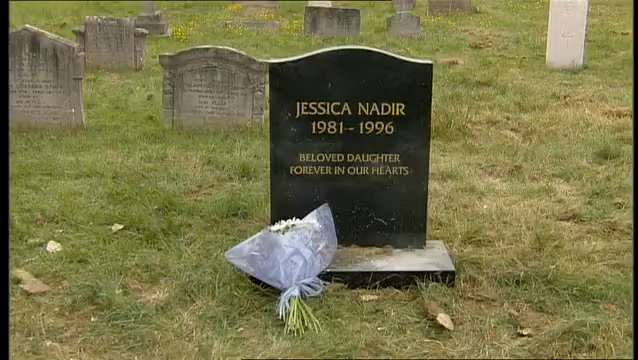 JESSICA NADIR
1981 - 1996
BELOVED DAUGHTER
FOREVER IN OUR HEARTS